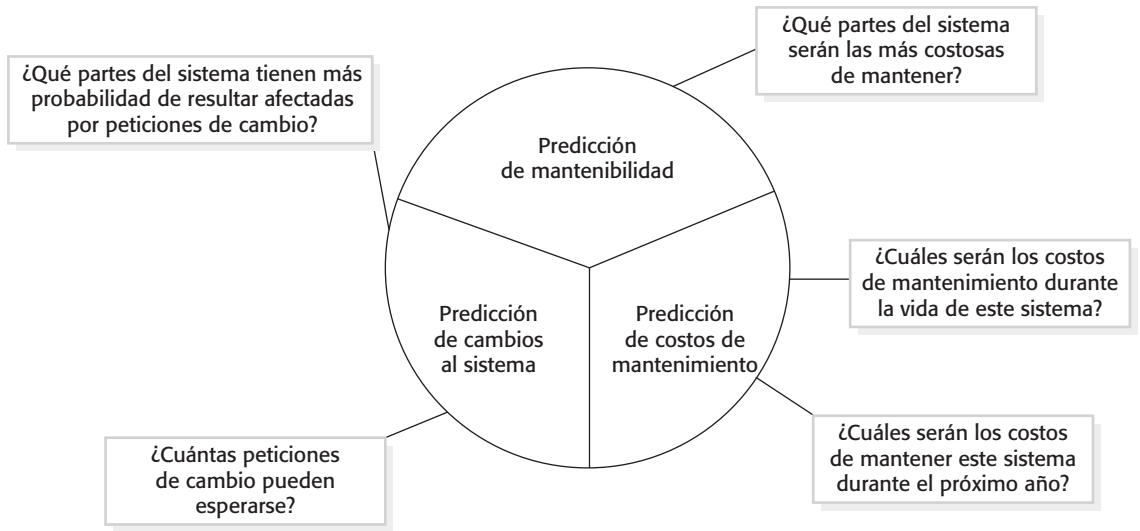 ¿Qué partes del sistema
serán las más costosas
de mantener?
¿Qué partes del sistema tienen más
probabilidad de resultar afectadas
por peticiones de cambio?
Predicción
de mantenibilidad
¿Cuáles serán los costos
de mantenimiento durante
la vida de este sistema?
Predicción
de cambios
al sistema
Predicción
de costos de
mantenimiento
¿Cuántas peticiones
de cambio pueden
esperarse?
¿Cuáles serán los costos
de mantener este sistema
durante el próximo año?